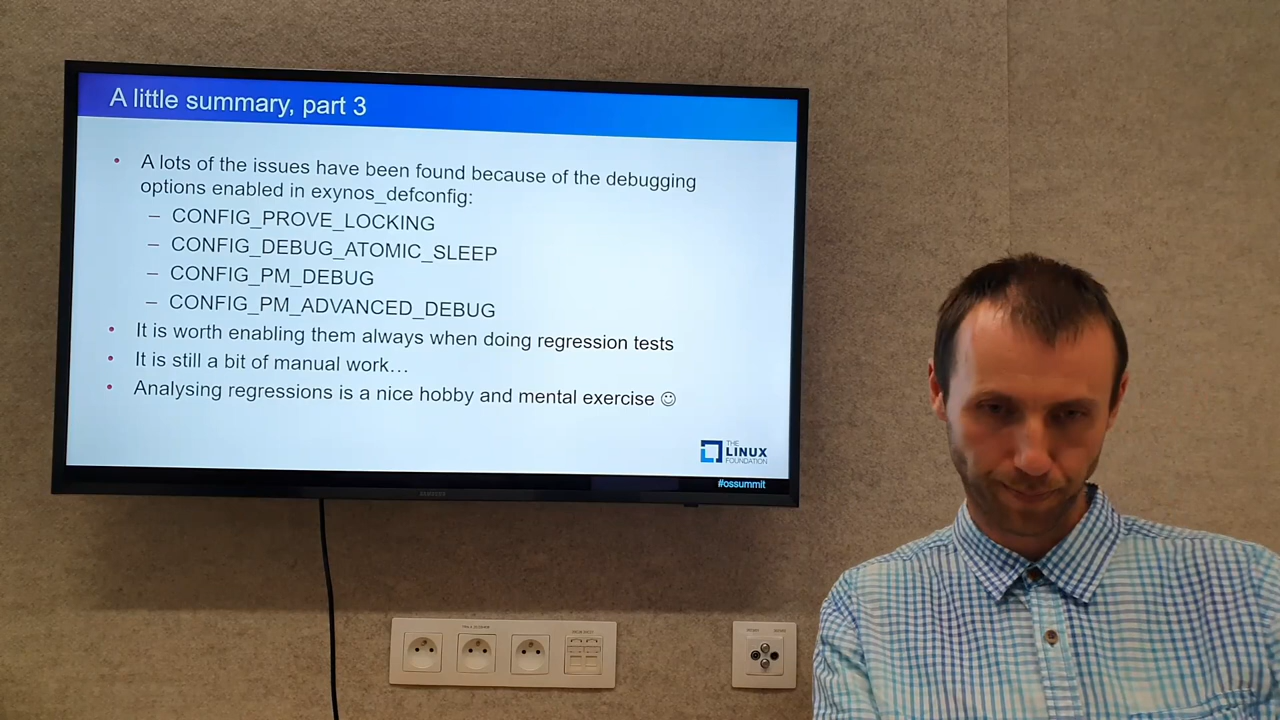 A little summary, part 3
• A lots of the issues have been found because of the debugging
options enabled in exynos_defconfig:
– CONFIG_PROVE_LOCKING
– CONFIG_DEBUG_ATOMIC_SLEEP
– CONFIG_PM_DEBUG
– CONFIG_PM_ADVANCED_DEBUG
• It is worth enabling them always when doing regression tests
• It is still a bit of manual work…
• Analysing regressions is a nice hobby and mental exercise ☺
THE
LINUX
FOUNDATION
#ossummit
SAMSUNG